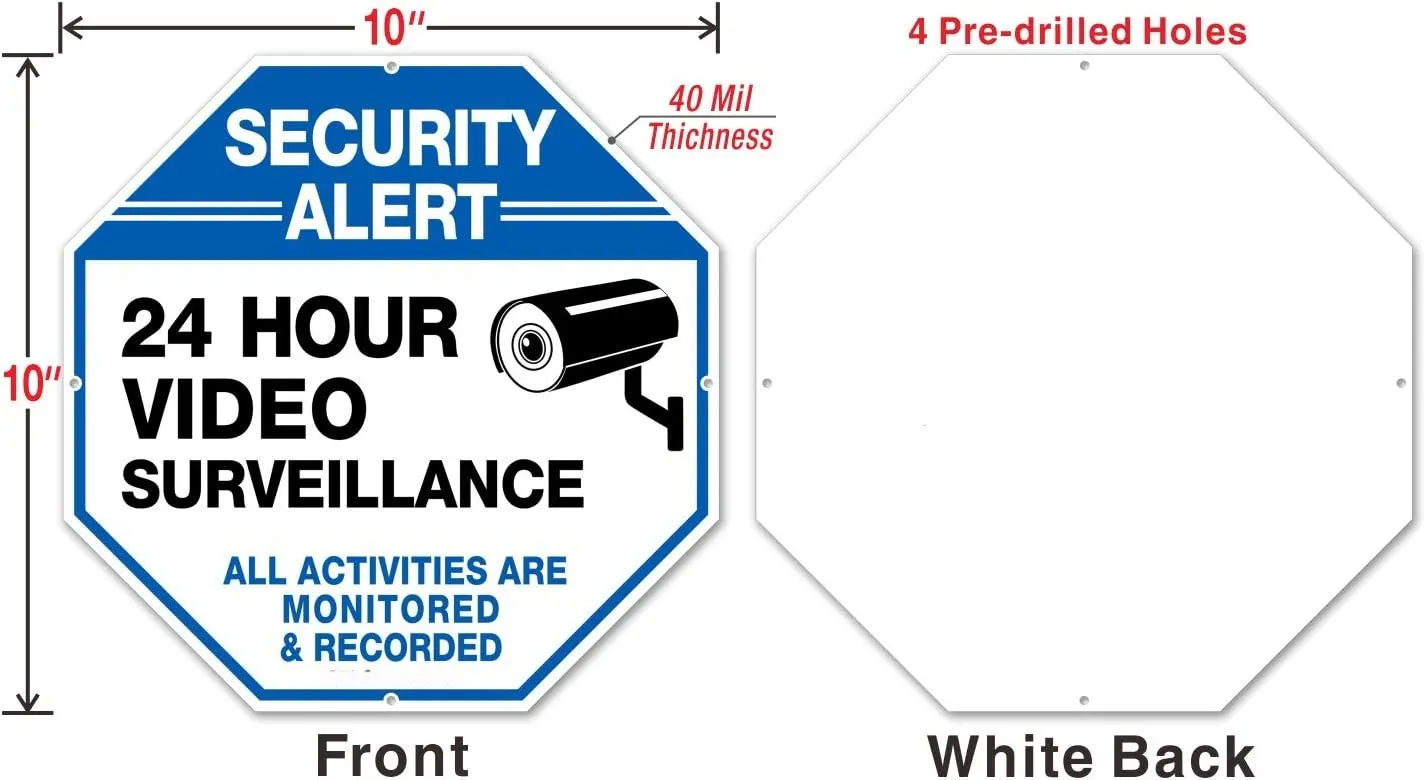 10"
4 Pre-drilled Holes
40 Mil
Thichness
SECURITY
ALERT
24 HOUR
VIDEO
SURVEILLANCE
10"
ALL ACTIVITIES ARE
MONITORED
& RECORDED
Front
White Back